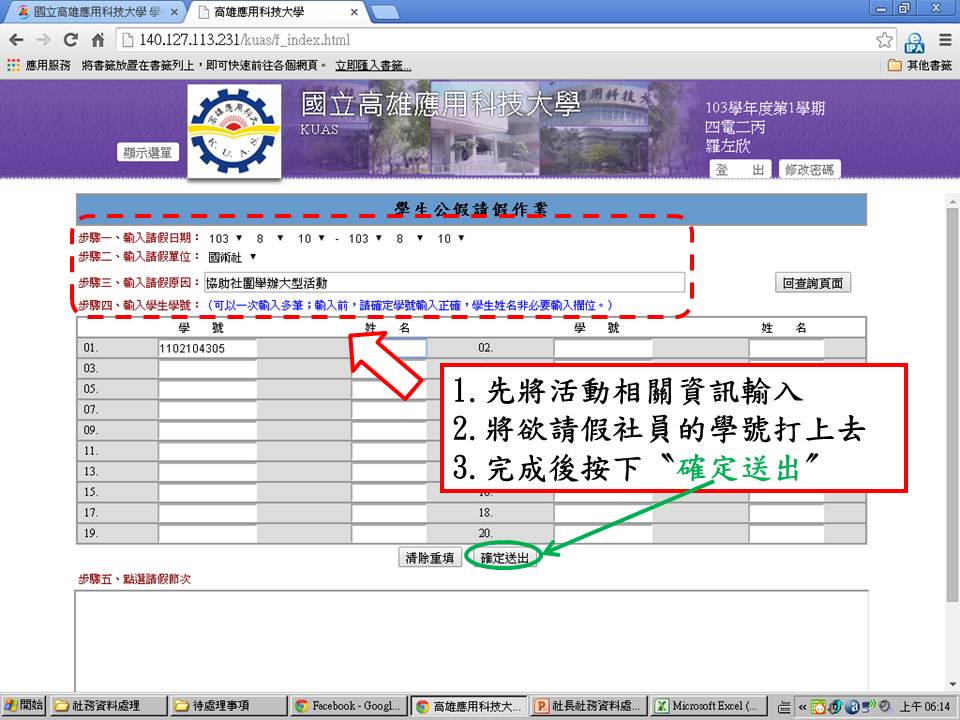 國立高雄應用科技大學 學
高雄應用科技大學
140.127.113.231/kuas/f_index.html
應用服務 將書籤放置在書籤列上,即可快速前往各個網頁。 立即匯入書籤... 其他書籤
國立高雄應用科技大學
KUAS
顯示選單
103學年度第1學期
四電二丙
羅左欣
登 出 修改密碼
學生公假請假作業
步驟一、輸入請假日期: 103 ▼ 8 ▼ 10 ▼ - 103 ▼ 8 ▼ 10 ▼
步驟二、輸入請假單位: 國術社 ▼
步驟三、輸入請假原因: 協助社團舉辦大型活動 回查詢頁面
步驟四、輸入學生學號:(可以一次輸入多筆;輸入前,請確定學號輸入正確,學生姓名非必要輸入欄位。)
學 號 姓 名 學 號 姓 名
01. 1102104305 02.
03.
05.
07.
09.
11.
13.
15.
17. 18.
19. 20.
1.先將活動相關資訊輸入
2.將欲請假社員的學號打上去
3.完成後按下〝確定送出〞
清除重填 確定送出
步驟五、點選請假節次
開始 社務資料處理 待處理事項 Facebook - Googl... 高雄應用科技大... 社長社務資料處... Microsoft Excel (... 上午 06:14